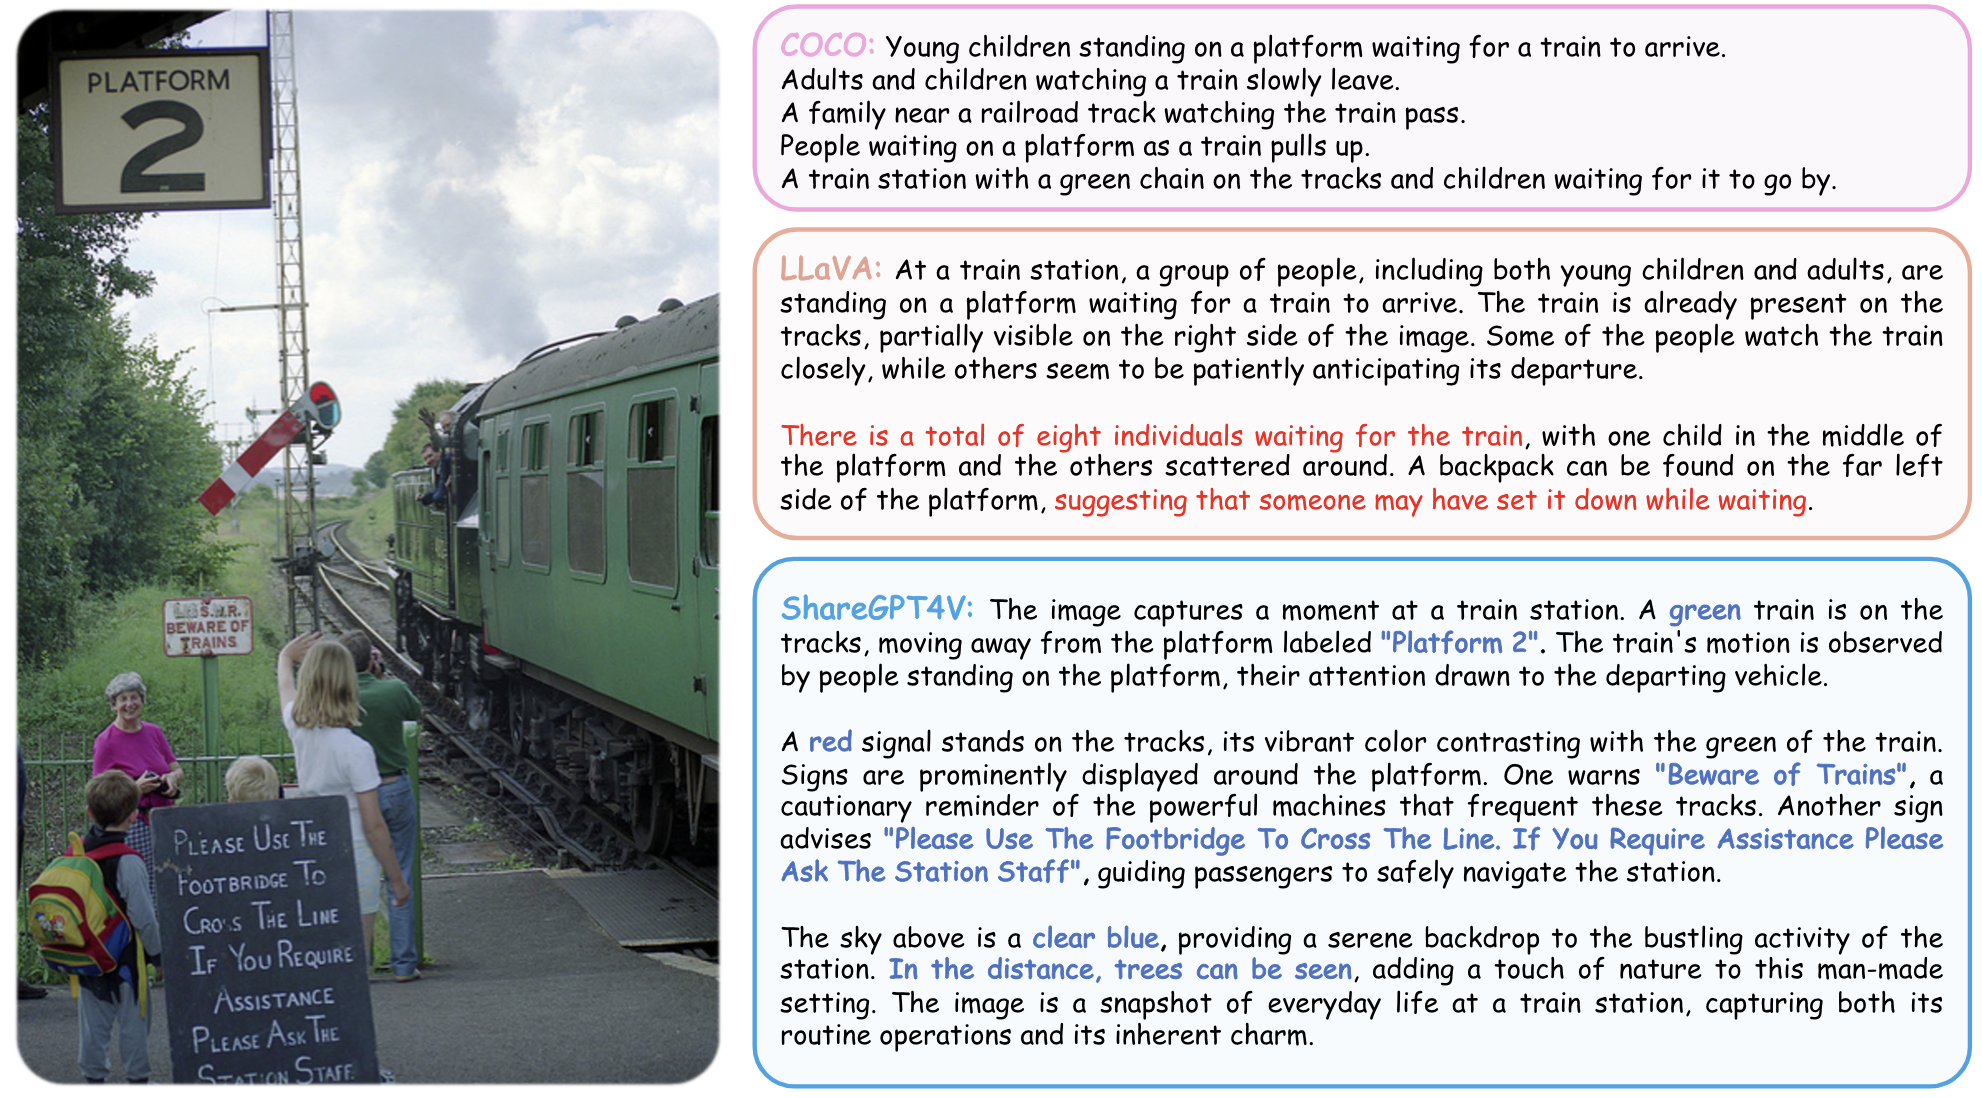 PLATFORM
2
S.M.R.
BEWARE OF
TRAINS
PLEASE USE THE
FOOTBRIDGE TO
CROSS THE LINE
IF YOU REQUIRE
ASSISTANCE
PLEASE ASK THE
STATION STAFF
COCO: Young children standing on a platform waiting for a train to arrive.
Adults and children watching a train slowly leave.
A family near a railroad track watching the train pass.
People waiting on a platform as a train pulls up.
A train station with a green chain on the tracks and children waiting for it to go by.
LLaVA: At a train station, a group of people, including both young children and adults, are
standing on a platform waiting for a train to arrive. The train is already present on the
tracks, partially visible on the right side of the image. Some of the people watch the train
closely, while others seem to be patiently anticipating its departure.
There is a total of eight individuals waiting for the train, with one child in the middle of
the platform and the others scattered around. A backpack can be found on the far left
side of the platform, suggesting that someone may have set it down while waiting.
ShareGPT4V: The image captures a moment at a train station. A green train is on the
tracks, moving away from the platform labeled "Platform 2". The train's motion is observed
by people standing on the platform, their attention drawn to the departing vehicle.
A red signal stands on the tracks, its vibrant color contrasting with the green of the train.
Signs are prominently displayed around the platform. One warns "Beware of Trains", a
cautionary reminder of the powerful machines that frequent these tracks. Another sign
advises "Please Use The Footbridge To Cross The Line. If You Require Assistance Please
Ask The Station Staff", guiding passengers to safely navigate the station.
The sky above is a clear blue, providing a serene backdrop to the bustling activity of the
station. In the distance, trees can be seen, adding a touch of nature to this man-made
setting. The image is a snapshot of everyday life at a train station, capturing both its
routine operations and its inherent charm.